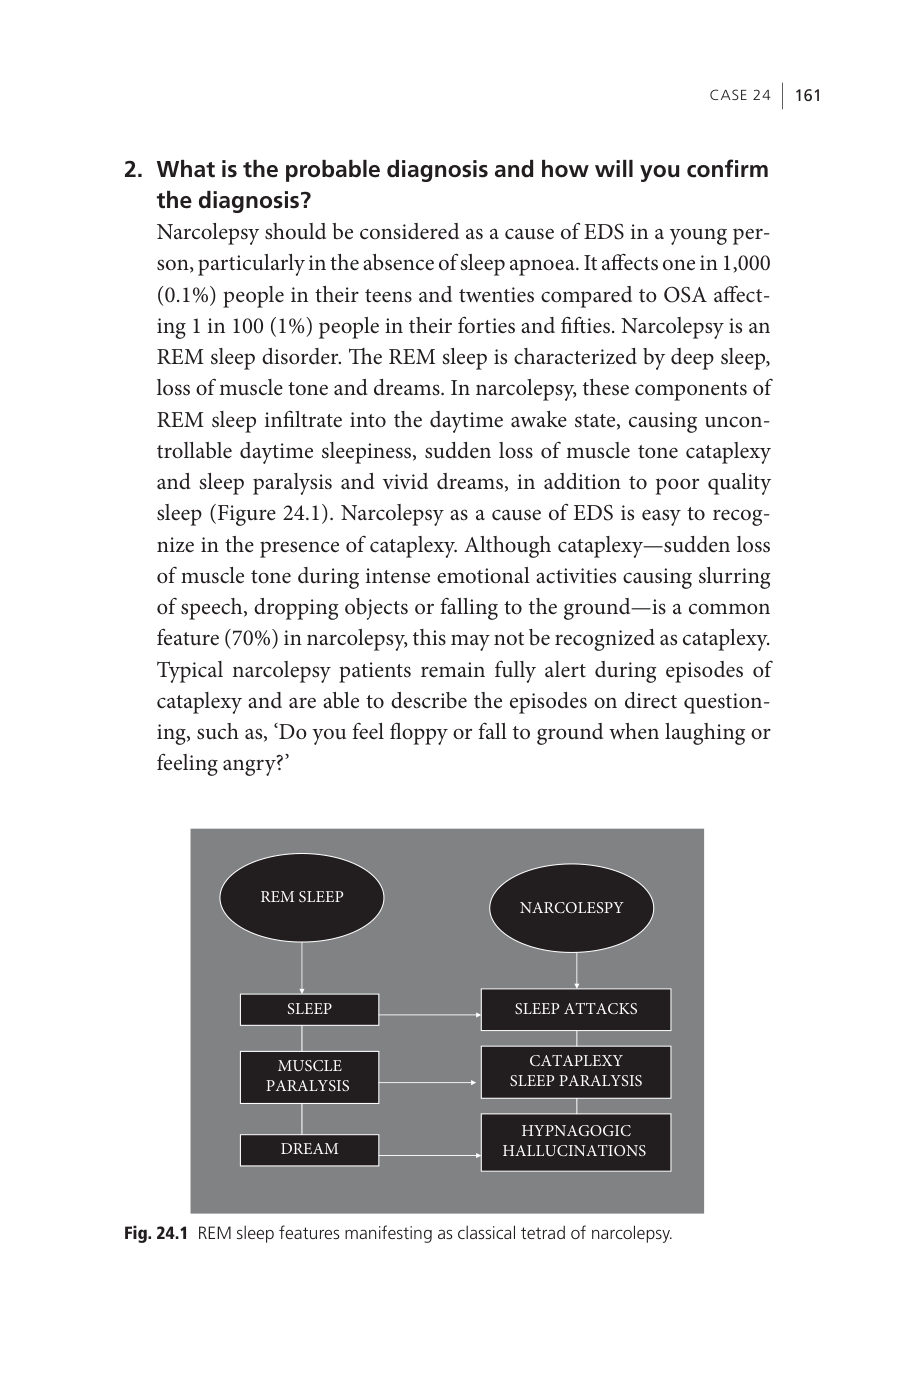 CASE 24 | 161
2. What is the probable diagnosis and how will you confirm
the diagnosis?
Narcolepsy should be considered as a cause of EDS in a young per-
son, particularly in the absence of sleep apnoea. It affects one in 1,000
(0.1%) people in their teens and twenties compared to OSA affect-
ing 1 in 100 (1%) people in their forties and fifties. Narcolepsy is an
REM sleep disorder. The REM sleep is characterized by deep sleep,
loss of muscle tone and dreams. In narcolepsy, these components of
REM sleep infiltrate into the daytime awake state, causing uncon-
trollable daytime sleepiness, sudden loss of muscle tone cataplexy
and sleep paralysis and vivid dreams, in addition to poor quality
sleep (Figure 24.1). Narcolepsy as a cause of EDS is easy to recog-
nize in the presence of cataplexy. Although cataplexy—sudden loss
of muscle tone during intense emotional activities causing slurring
of speech, dropping objects or falling to the ground—is a common
feature (70%) in narcolepsy, this may not be recognized as cataplexy.
Typical narcolepsy patients remain fully alert during episodes of
cataplexy and are able to describe the episodes on direct question-
ing, such as, ‘Do you feel floppy or fall to ground when laughing or
feeling angry?’
REM SLEEP
NARCOLESPY
SLEEP
SLEEP ATTACKS
MUSCLE
PARALYSIS
CATAPLEXY
SLEEP PARALYSIS
DREAM
HYPNAGOGIC
HALLUCINATIONS
Fig. 24.1 REM sleep features manifesting as classical tetrad of narcolepsy.